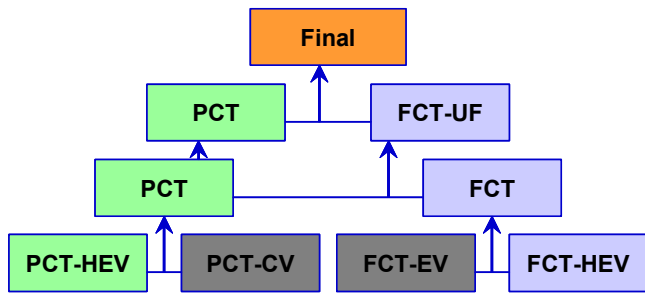 Final
PCT
FCT-UF
PCT
FCT
PCT-HEV
PCT-CV
FCT-EV
FCT-HEV